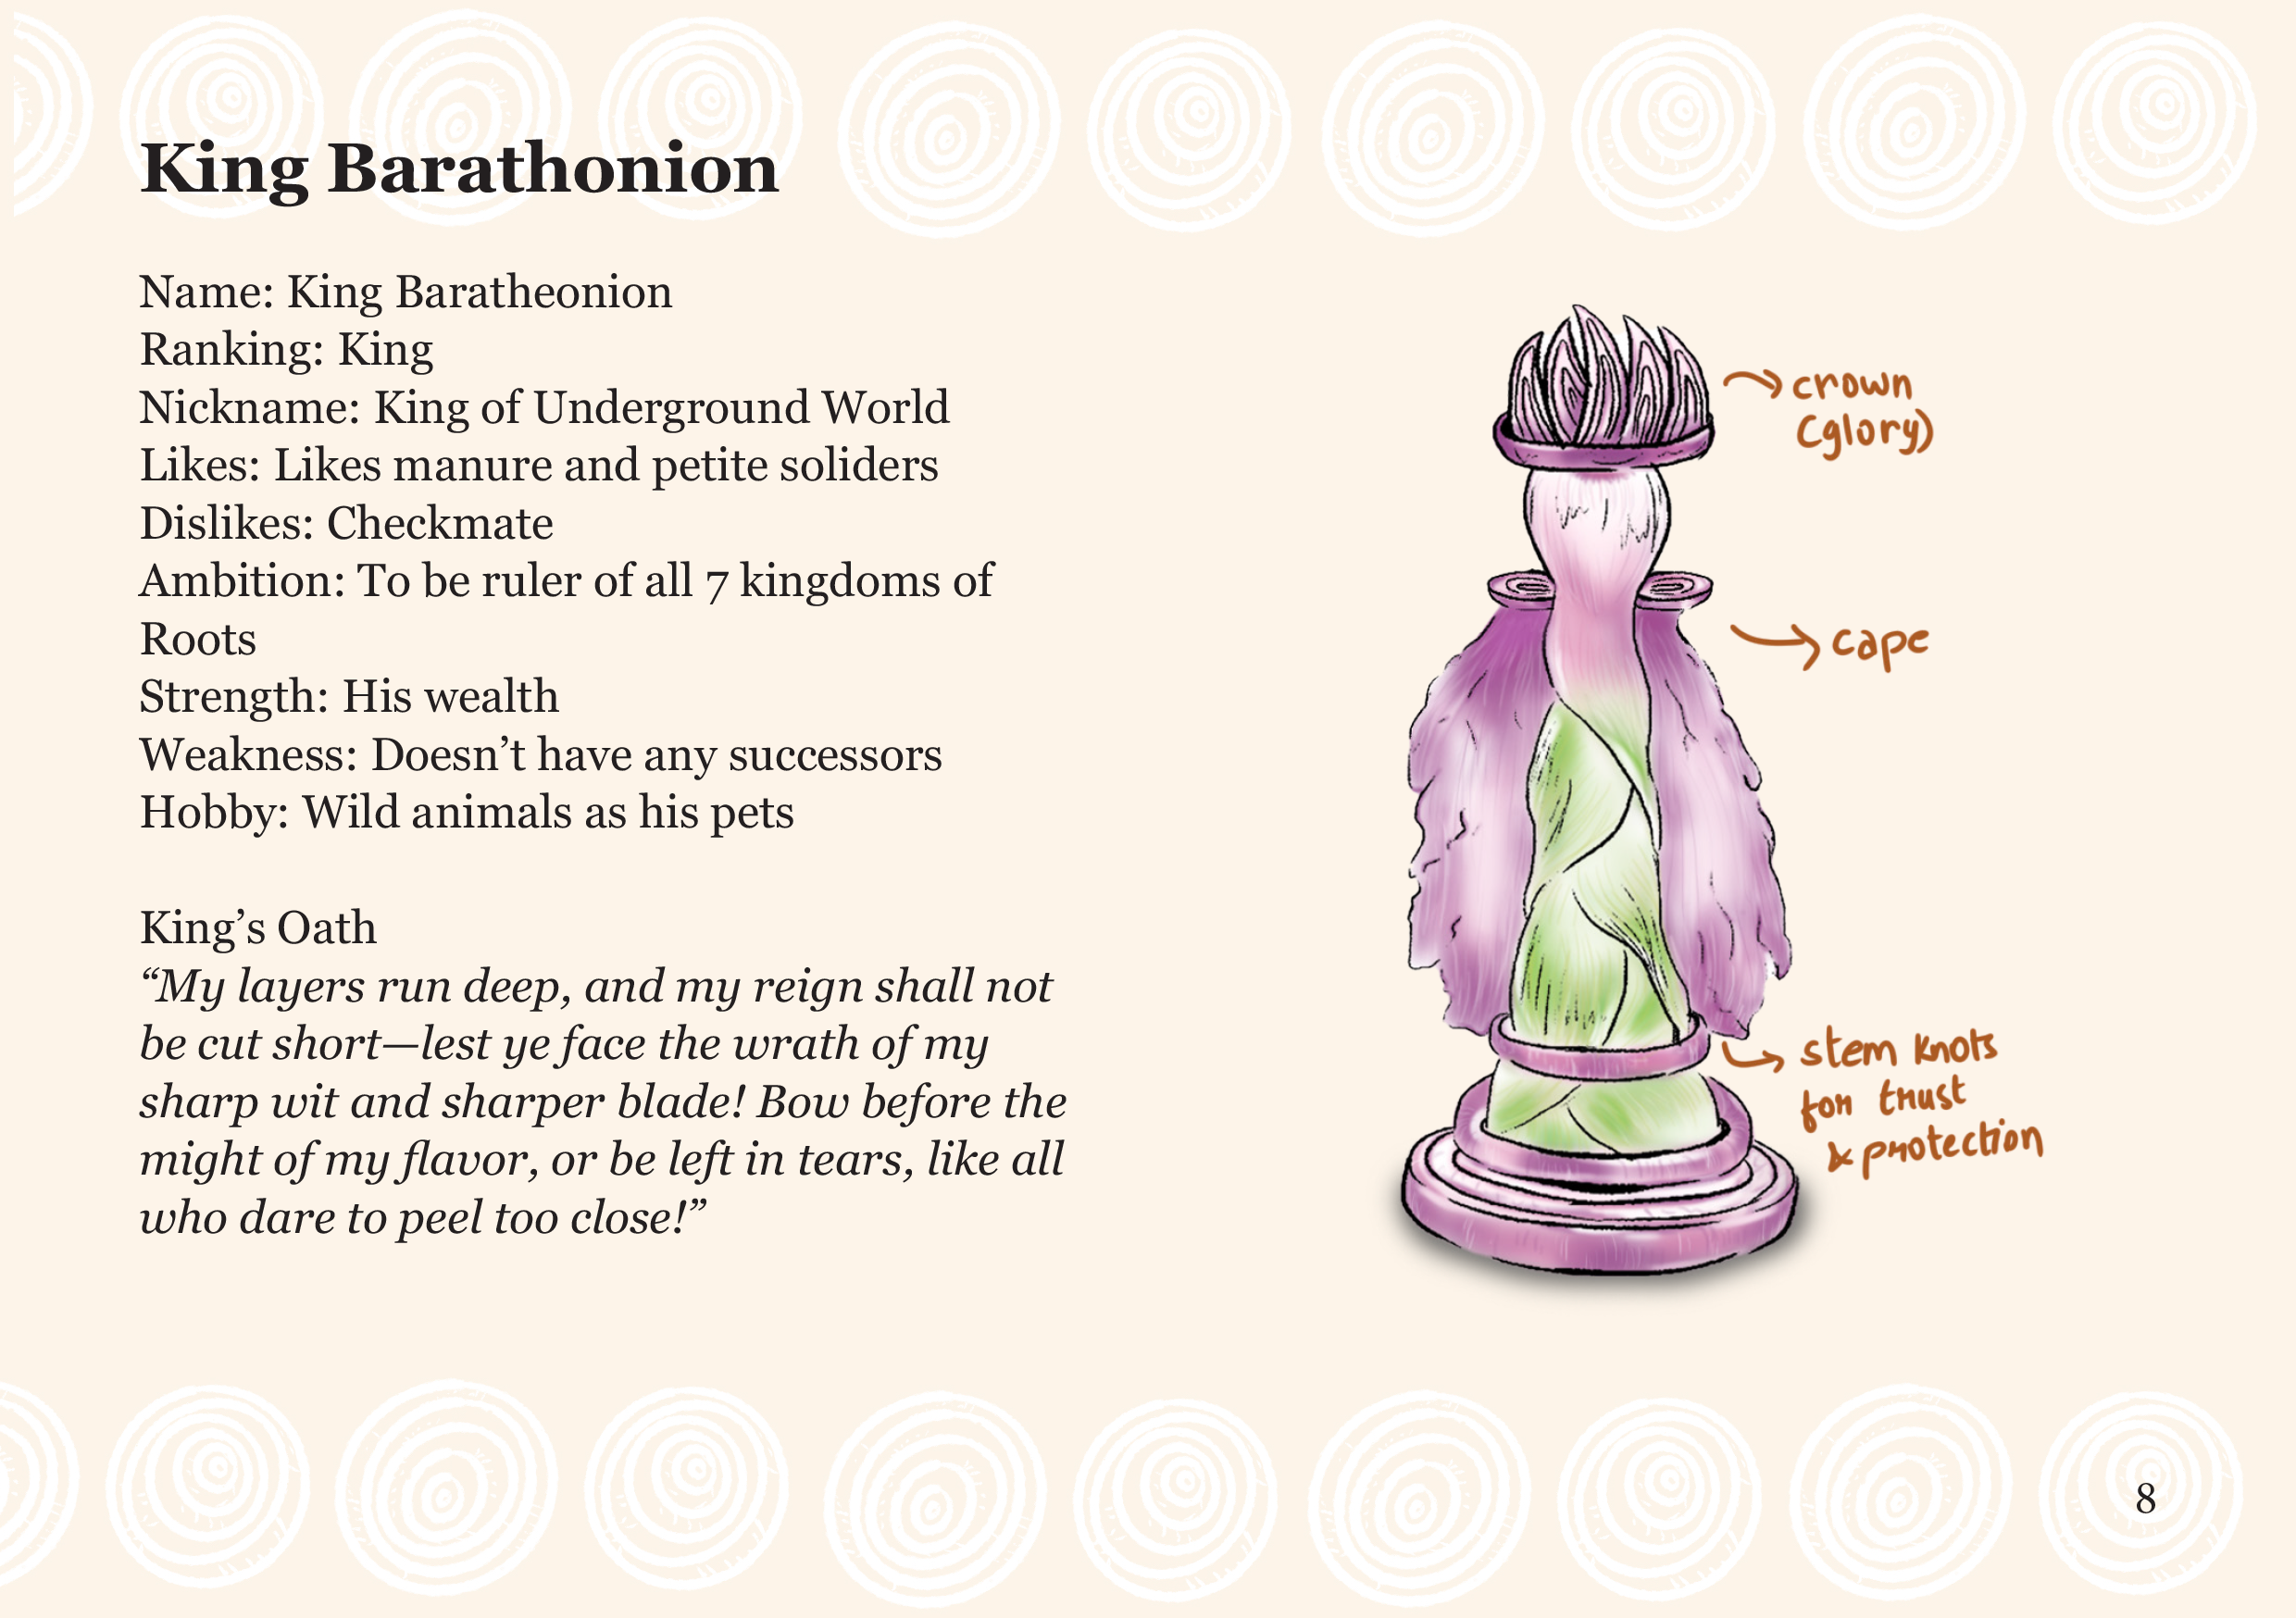 King Barathonion
Name: King Baratheonion
Ranking: King
Nickname: King of Underground World
Likes: Likes manure and petite soliders
Dislikes: Checkmate
Ambition: To be ruler of all 7 kingdoms of
Roots
Strength: His wealth
Weakness: Doesn’t have any successors
Hobby: Wild animals as his pets
King’s Oath
“My layers run deep, and my reign shall not
be cut short—lest ye face the wrath of my
sharp wit and sharper blade! Bow before the
might of my flavor, or be left in tears, like all
who dare to peel too close!”
crown
(glory)
cape
stem knots
for trust
& protection
8